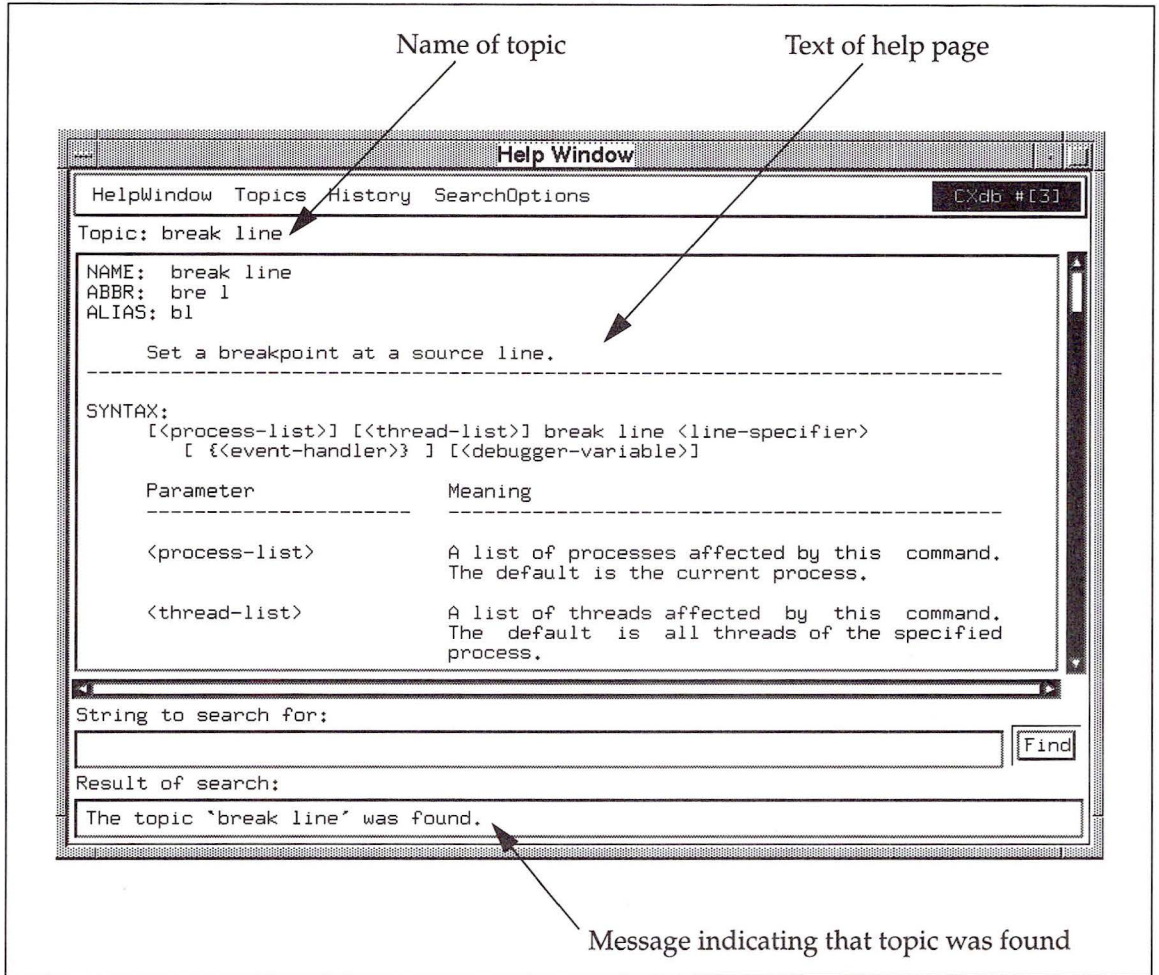 Name of topic
Text of help page
Help Window
HelpWindow Topics History SearchOptions
CXdb #[3]
Topic: break line
NAME: break line
ABBR: bre l
ALIAS: bl
Set a breakpoint at a source line.
--------------------------------------------------------------------------
SYNTAX:
[<process-list>] [<thread-list>] break line <line-specifier>
[ {<event-handler>} ] [<debugger-variable>]
Parameter Meaning
---------------------- ----------------------------------------------
<process-list> A list of processes affected by this command.
The default is the current process.
<thread-list> A list of threads affected by this command.
The default is all threads of the specified
process.
String to search for:
Find
Result of search:
The topic `break line´ was found.
Message indicating that topic was found